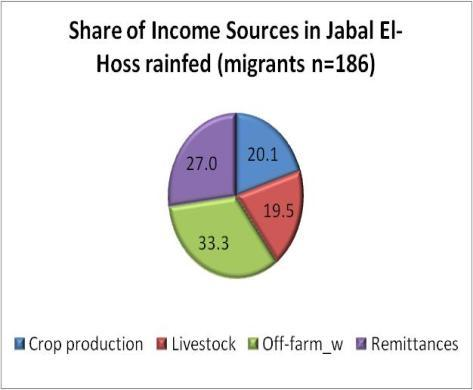 Share of Income Sources in Jabal El-
Hoss rainfed (migrants n=186)
27.0
20.1
19.5
33.3
Crop production Livestock Off-farm_w Remittances